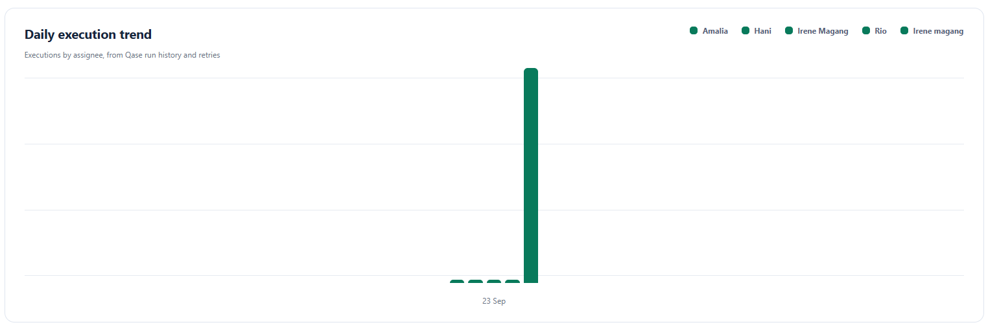 Daily execution trend
Amalia Hani Irene Magang Rio Irene magang
Executions by assignee, from Qase run history and retries
23 Sep